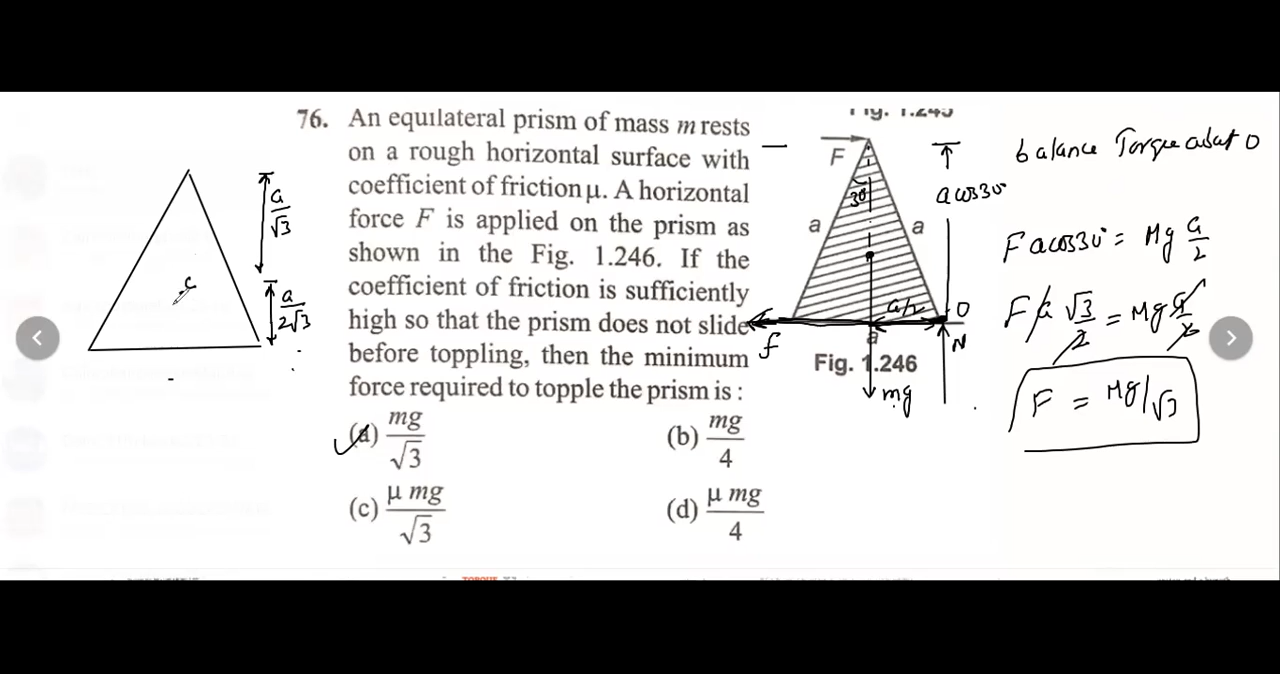 76. An equilateral prism of mass m rests
on a rough horizontal surface with
coefficient of friction μ. A horizontal
force F is applied on the prism as
shown in the Fig. 1.246. If the
coefficient of friction is sufficiently
high so that the prism does not slide
before toppling, then the minimum
force required to topple the prism is :
(a) mg/√3 (b) mg/4
(c) μ mg/√3 (d) μ mg/4
F
30°
a a
a/2
O
a
f
N
Fig. 1.246
mg
a cos30°
a/√3
c
a/2√3
balance Torque about O
F a cos30° = Mg a/2
F a √3/2 = Mg a/2
F = Mg/√3